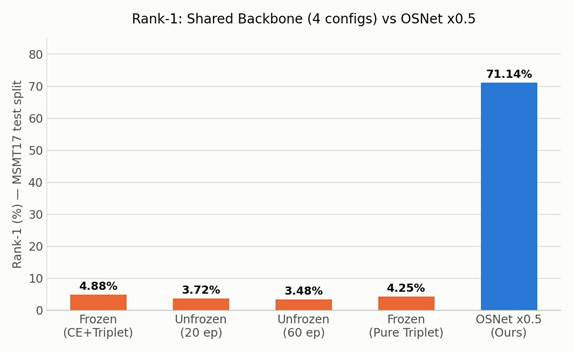 Rank-1: Shared Backbone (4 configs) vs OSNet x0.5
Rank-1 (%) — MSMT17 test split
80
70
60
50
40
30
20
10
0
4.88%
3.72%
3.48%
4.25%
71.14%
Frozen
(CE+Triplet)
Unfrozen
(20 ep)
Unfrozen
(60 ep)
Frozen
(Pure Triplet)
OSNet x0.5
(Ours)